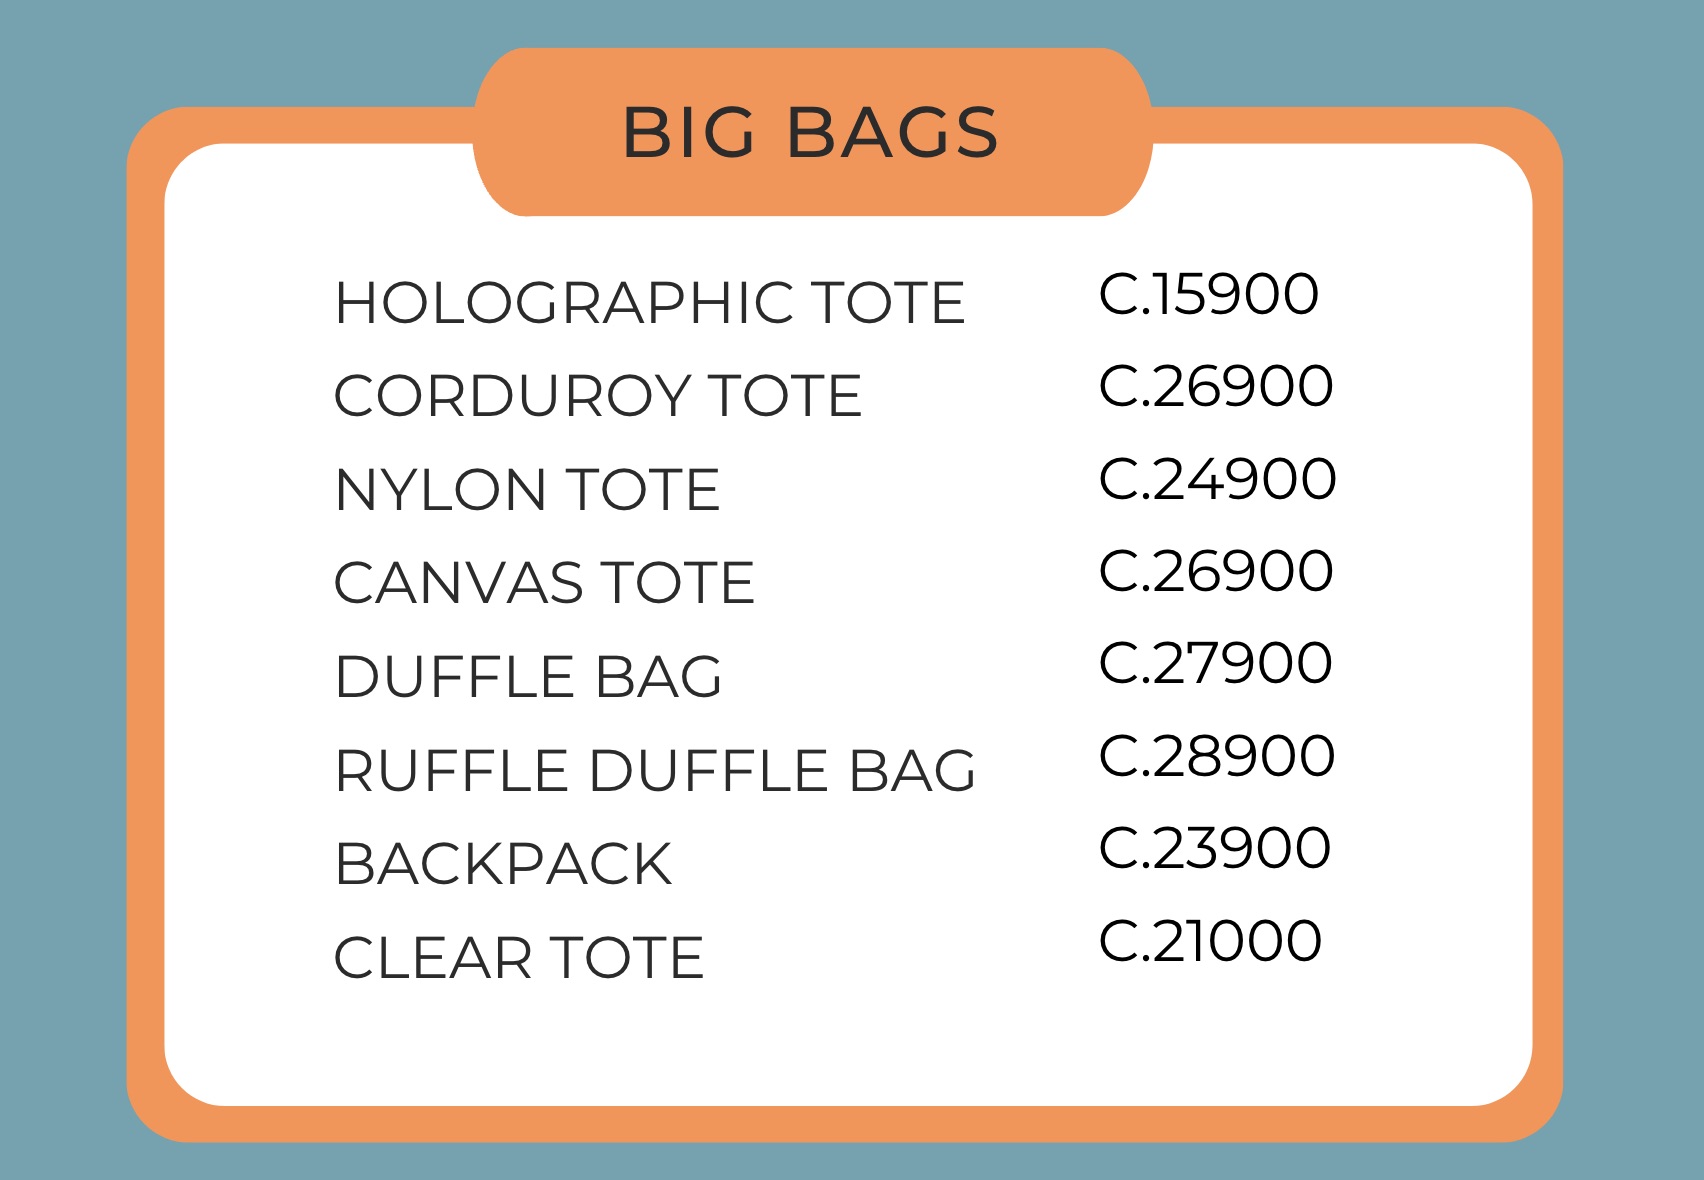 BIG BAGS
HOLOGRAPHIC TOTE C.15900
CORDUROY TOTE C.26900
NYLON TOTE C.24900
CANVAS TOTE C.26900
DUFFLE BAG C.27900
RUFFLE DUFFLE BAG C.28900
BACKPACK C.23900
CLEAR TOTE C.21000